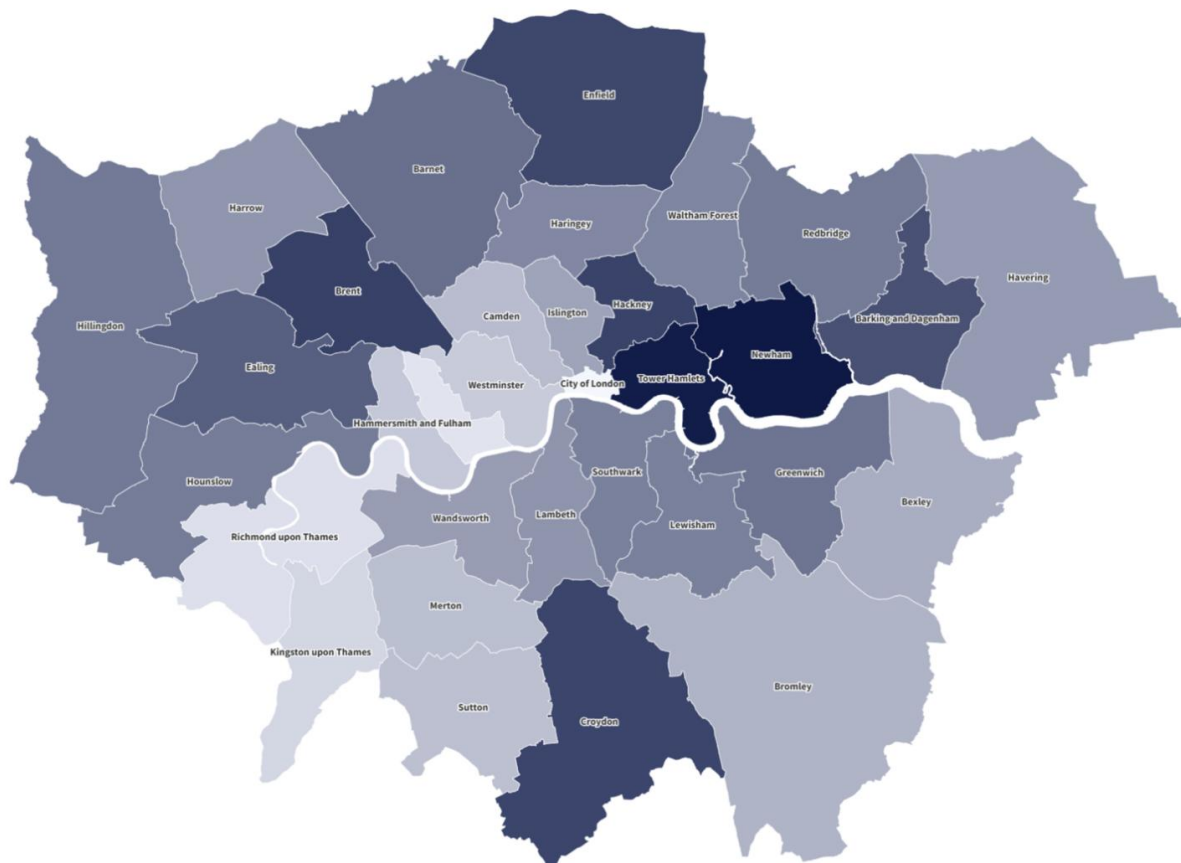 Enfield
Barnet
Harrow
Haringey
Waltham Forest
Redbridge
Havering
Brent
Hackney
Hillingdon
Camden
Islington
Barking and Dagenham
Ealing
Newham
Tower Hamlets
Westminster
City of London
Hammersmith and Fulham
Southwark
Greenwich
Hounslow
Bexley
Wandsworth
Lambeth
Lewisham
Richmond upon Thames
Merton
Kingston upon Thames
Bromley
Sutton
Croydon